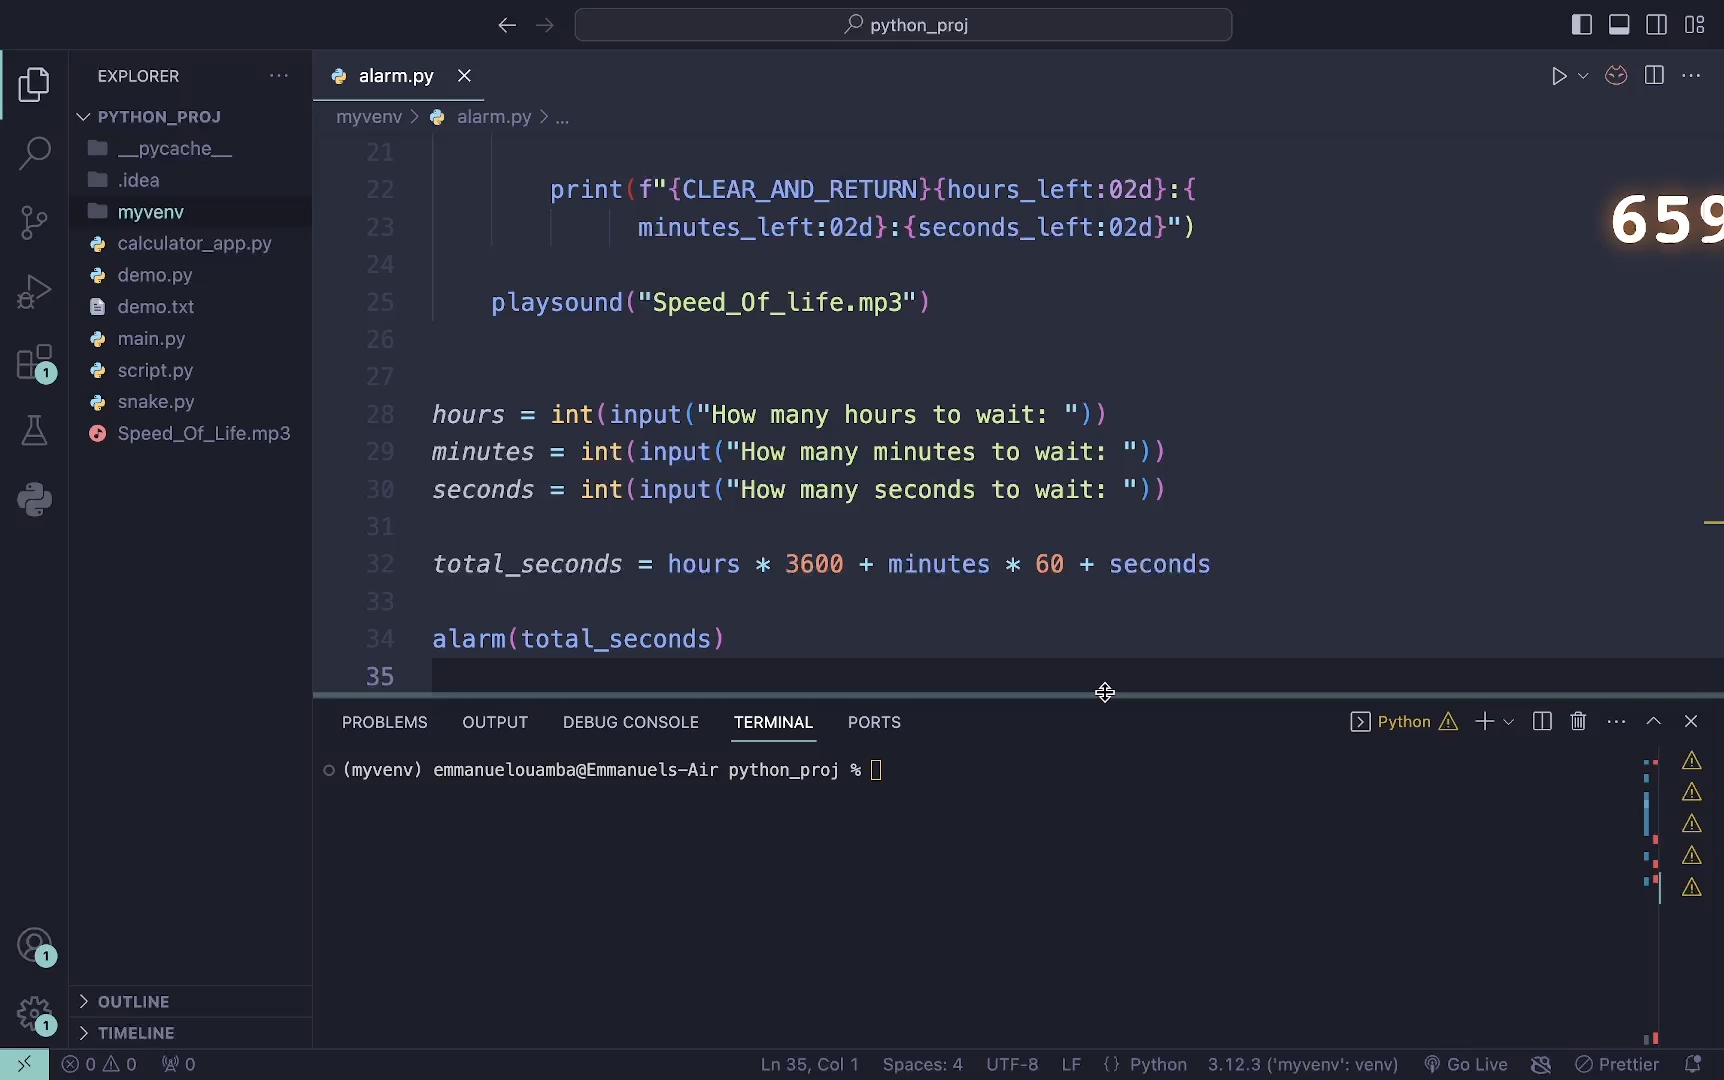 python_proj
EXPLORER
alarm.py
PYTHON_PROJ
myvenv > alarm.py > ...
__pycache__
.idea
myvenv
calculator_app.py
demo.py
demo.txt
main.py
script.py
snake.py
Speed_Of_Life.mp3
21
22 print(f"{CLEAR_AND_RETURN}{hours_left:02d}:{
23 minutes_left:02d}:{seconds_left:02d}")
24
25 playsound("Speed_Of_life.mp3")
26
27
28 hours = int(input("How many hours to wait: "))
29 minutes = int(input("How many minutes to wait: "))
30 seconds = int(input("How many seconds to wait: "))
31
32 total_seconds = hours * 3600 + minutes * 60 + seconds
33
34 alarm(total_seconds)
35
659
1
1
1
PROBLEMS OUTPUT DEBUG CONSOLE TERMINAL PORTS
Python
(myvenv) emmanuelouamba@Emmanuels-Air python_proj %
OUTLINE
TIMELINE
0 0 0
Ln 35, Col 1 Spaces: 4 UTF-8 LF {} Python 3.12.3 ('myvenv': venv) Go Live Prettier